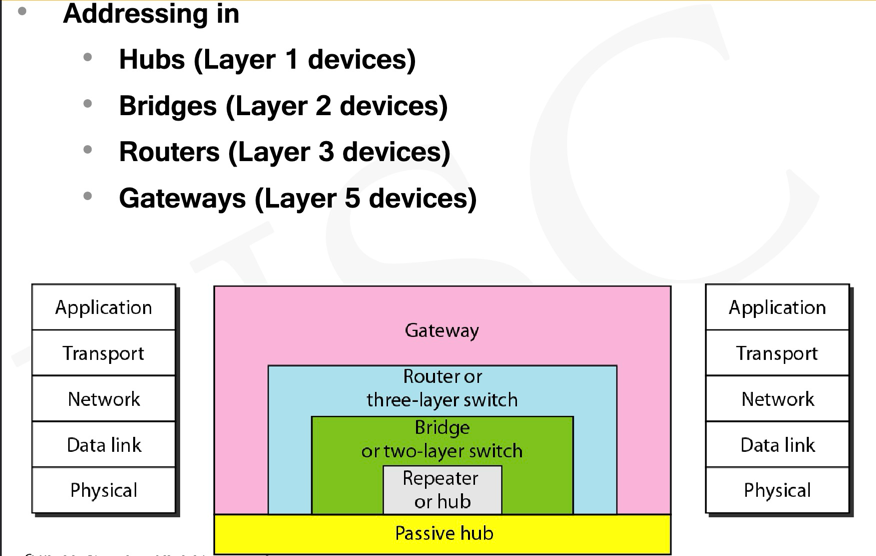 Addressing in
Hubs (Layer 1 devices)
Bridges (Layer 2 devices)
Routers (Layer 3 devices)
Gateways (Layer 5 devices)
Application
Transport
Network
Data link
Physical
Gateway
Router or
three-layer switch
Bridge
or two-layer switch
Repeater
or hub
Passive hub
Application
Transport
Network
Data link
Physical